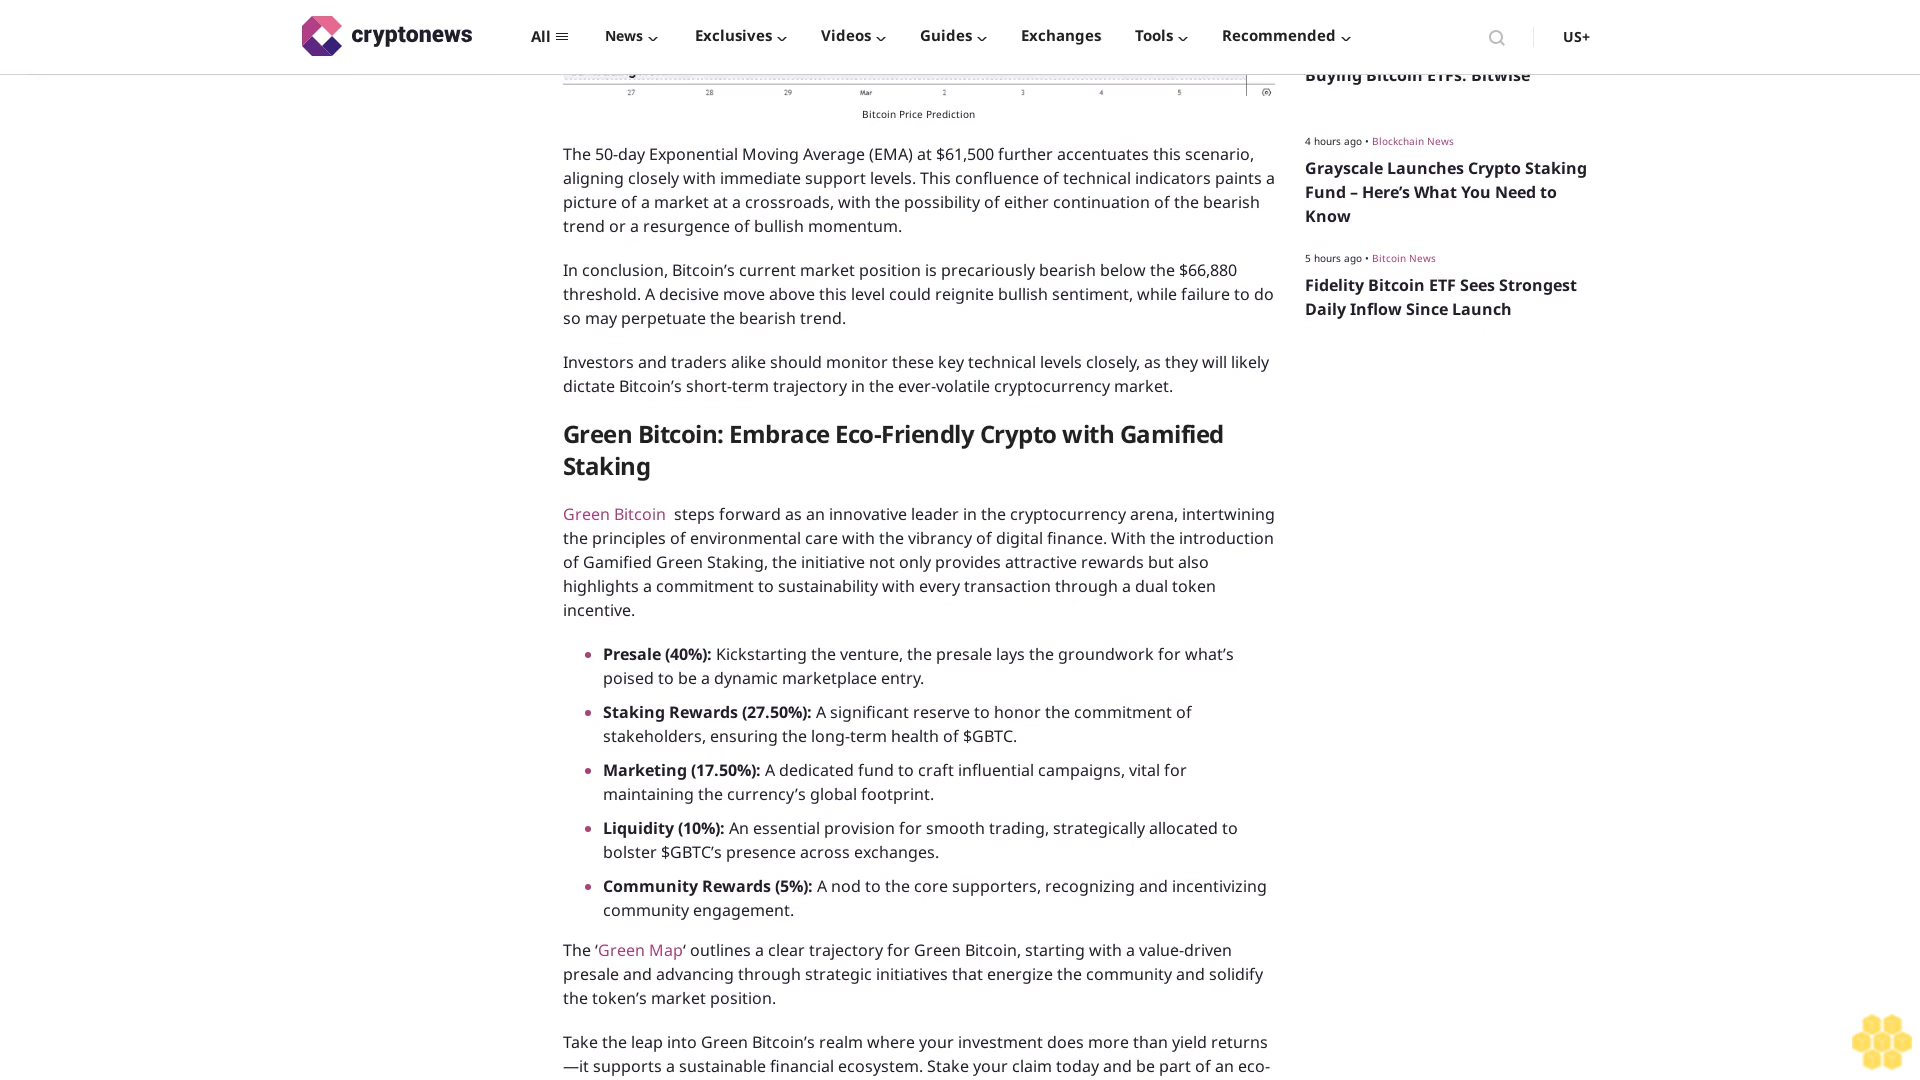 cryptonews
All
News
Exclusives
Videos
Guides
Exchanges
Tools
Recommended
US+
27 28 29 Mar 2 3 4 5
Bitcoin Price Prediction
The 50-day Exponential Moving Average (EMA) at $61,500 further accentuates this scenario,
aligning closely with immediate support levels. This confluence of technical indicators paints a
picture of a market at a crossroads, with the possibility of either continuation of the bearish
trend or a resurgence of bullish momentum.
In conclusion, Bitcoin’s current market position is precariously bearish below the $66,880
threshold. A decisive move above this level could reignite bullish sentiment, while failure to do
so may perpetuate the bearish trend.
Investors and traders alike should monitor these key technical levels closely, as they will likely
dictate Bitcoin’s short-term trajectory in the ever-volatile cryptocurrency market.
Green Bitcoin: Embrace Eco-Friendly Crypto with Gamified
Staking
Green Bitcoin steps forward as an innovative leader in the cryptocurrency arena, intertwining
the principles of environmental care with the vibrancy of digital finance. With the introduction
of Gamified Green Staking, the initiative not only provides attractive rewards but also
highlights a commitment to sustainability with every transaction through a dual token
incentive.
Presale (40%): Kickstarting the venture, the presale lays the groundwork for what’s
poised to be a dynamic marketplace entry.
Staking Rewards (27.50%): A significant reserve to honor the commitment of
stakeholders, ensuring the long-term health of $GBTC.
Marketing (17.50%): A dedicated fund to craft influential campaigns, vital for
maintaining the currency’s global footprint.
Liquidity (10%): An essential provision for smooth trading, strategically allocated to
bolster $GBTC’s presence across exchanges.
Community Rewards (5%): A nod to the core supporters, recognizing and incentivizing
community engagement.
The ‘Green Map‘ outlines a clear trajectory for Green Bitcoin, starting with a value-driven
presale and advancing through strategic initiatives that energize the community and solidify
the token’s market position.
Take the leap into Green Bitcoin’s realm where your investment does more than yield returns
—it supports a sustainable financial ecosystem. Stake your claim today and be part of an eco-
Buying Bitcoin ETFs: Bitwise
4 hours ago • Blockchain News
Grayscale Launches Crypto Staking
Fund – Here’s What You Need to
Know
5 hours ago • Bitcoin News
Fidelity Bitcoin ETF Sees Strongest
Daily Inflow Since Launch